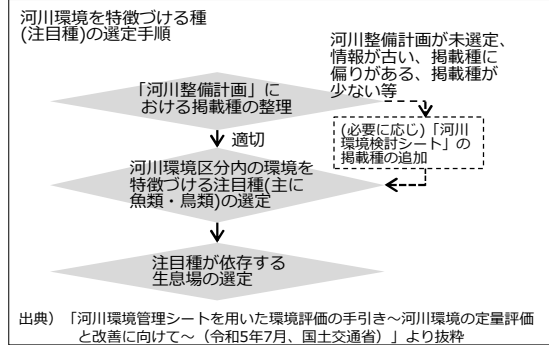 河川環境を特徴づける種
(注目種)の選定手順
河川整備計画が未選定、
情報が古い、掲載種に
偏りがある、掲載種が
少ない等
「河川整備計画」に
おける掲載種の整理
適切
(必要に応じ)「河川
環境検討シート」の
掲載種の追加
河川環境区分内の環境を
特徴づける注目種(主に
魚類・鳥類)の選定
注目種が依存する
生息場の選定
出典）「河川環境管理シートを用いた環境評価の手引き～河川環境の定量評価
と改善に向けて～（令和5年7月、国土交通省）」より抜粋